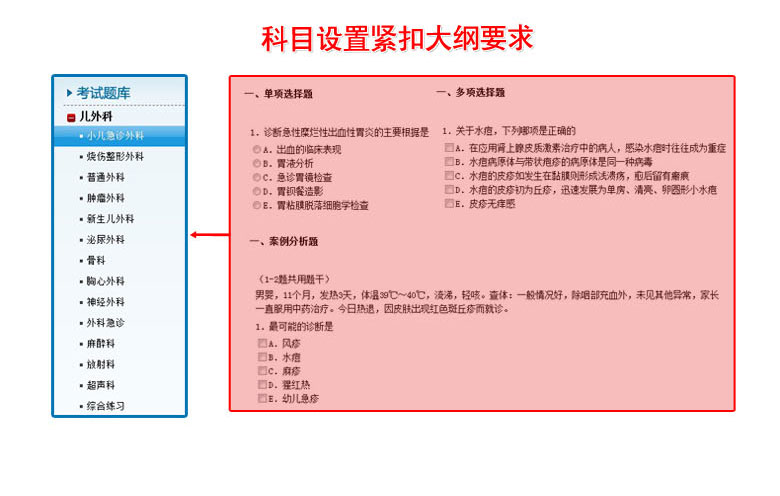 科目设置紧扣大纲要求
考试题库
儿外科
小儿急诊外科
烧伤整形外科
普通外科
肿瘤外科
新生儿外科
泌尿外科
骨科
胸心外科
神经外科
外科急诊
麻醉科
放射科
超声科
综合练习
一、单项选择题
1. 诊断急性糜烂性出血性胃炎的主要根据是
A. 出血的临床表现
B. 胃液分析
C. 急诊胃镜检查
D. 胃钡餐造影
E. 胃粘膜脱落细胞学检查
一、多项选择题
1. 关于水痘，下列哪项是正确的
A. 在应用肾上腺皮质激素治疗中的病人，感染水痘时往往成为重症
B. 水痘病原体与带状疱疹的病原体是同一种病毒
C. 水痘的皮疹如发生在黏膜则形成浅溃疡，愈后留有瘢痕
D. 水痘的皮疹初为丘疹，迅速发展为单房、清亮、卵圆形小水疱
E. 皮疹无痒感
一、案例分析题
（1-2题共用题干）
男婴，11个月，发热3天，体温39℃～40℃，流涕，轻咳。查体：一般情况好，除咽部充血外，未见其他异常，家长
一直服用中药治疗。今日热退，因皮肤出现红色斑丘疹而就诊。
1. 最可能的诊断是
A. 风疹
B. 水痘
C. 麻疹
D. 猩红热
E. 幼儿急疹